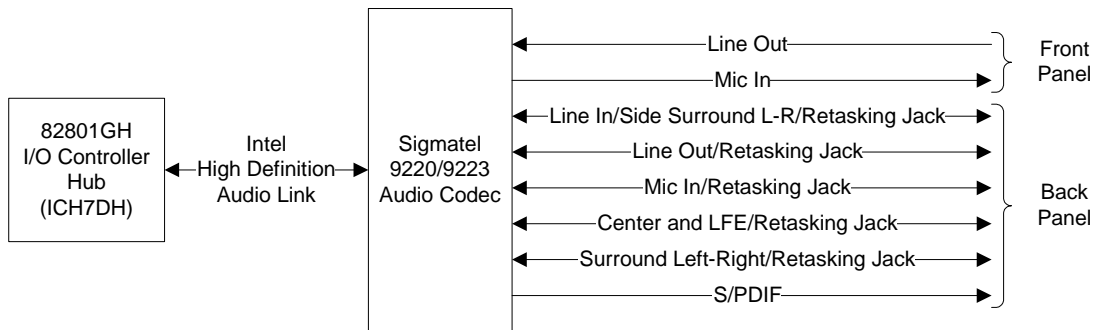 82801GH
I/O Controller
Hub
(ICH7DH)
Intel
High Definition
Audio Link
Sigmatel
9220/9223
Audio Codec
Line Out
Mic In
Front
Panel
Line In/Side Surround L-R/Retasking Jack
Line Out/Retasking Jack
Mic In/Retasking Jack
Center and LFE/Retasking Jack
Surround Left-Right/Retasking Jack
S/PDIF
Back
Panel